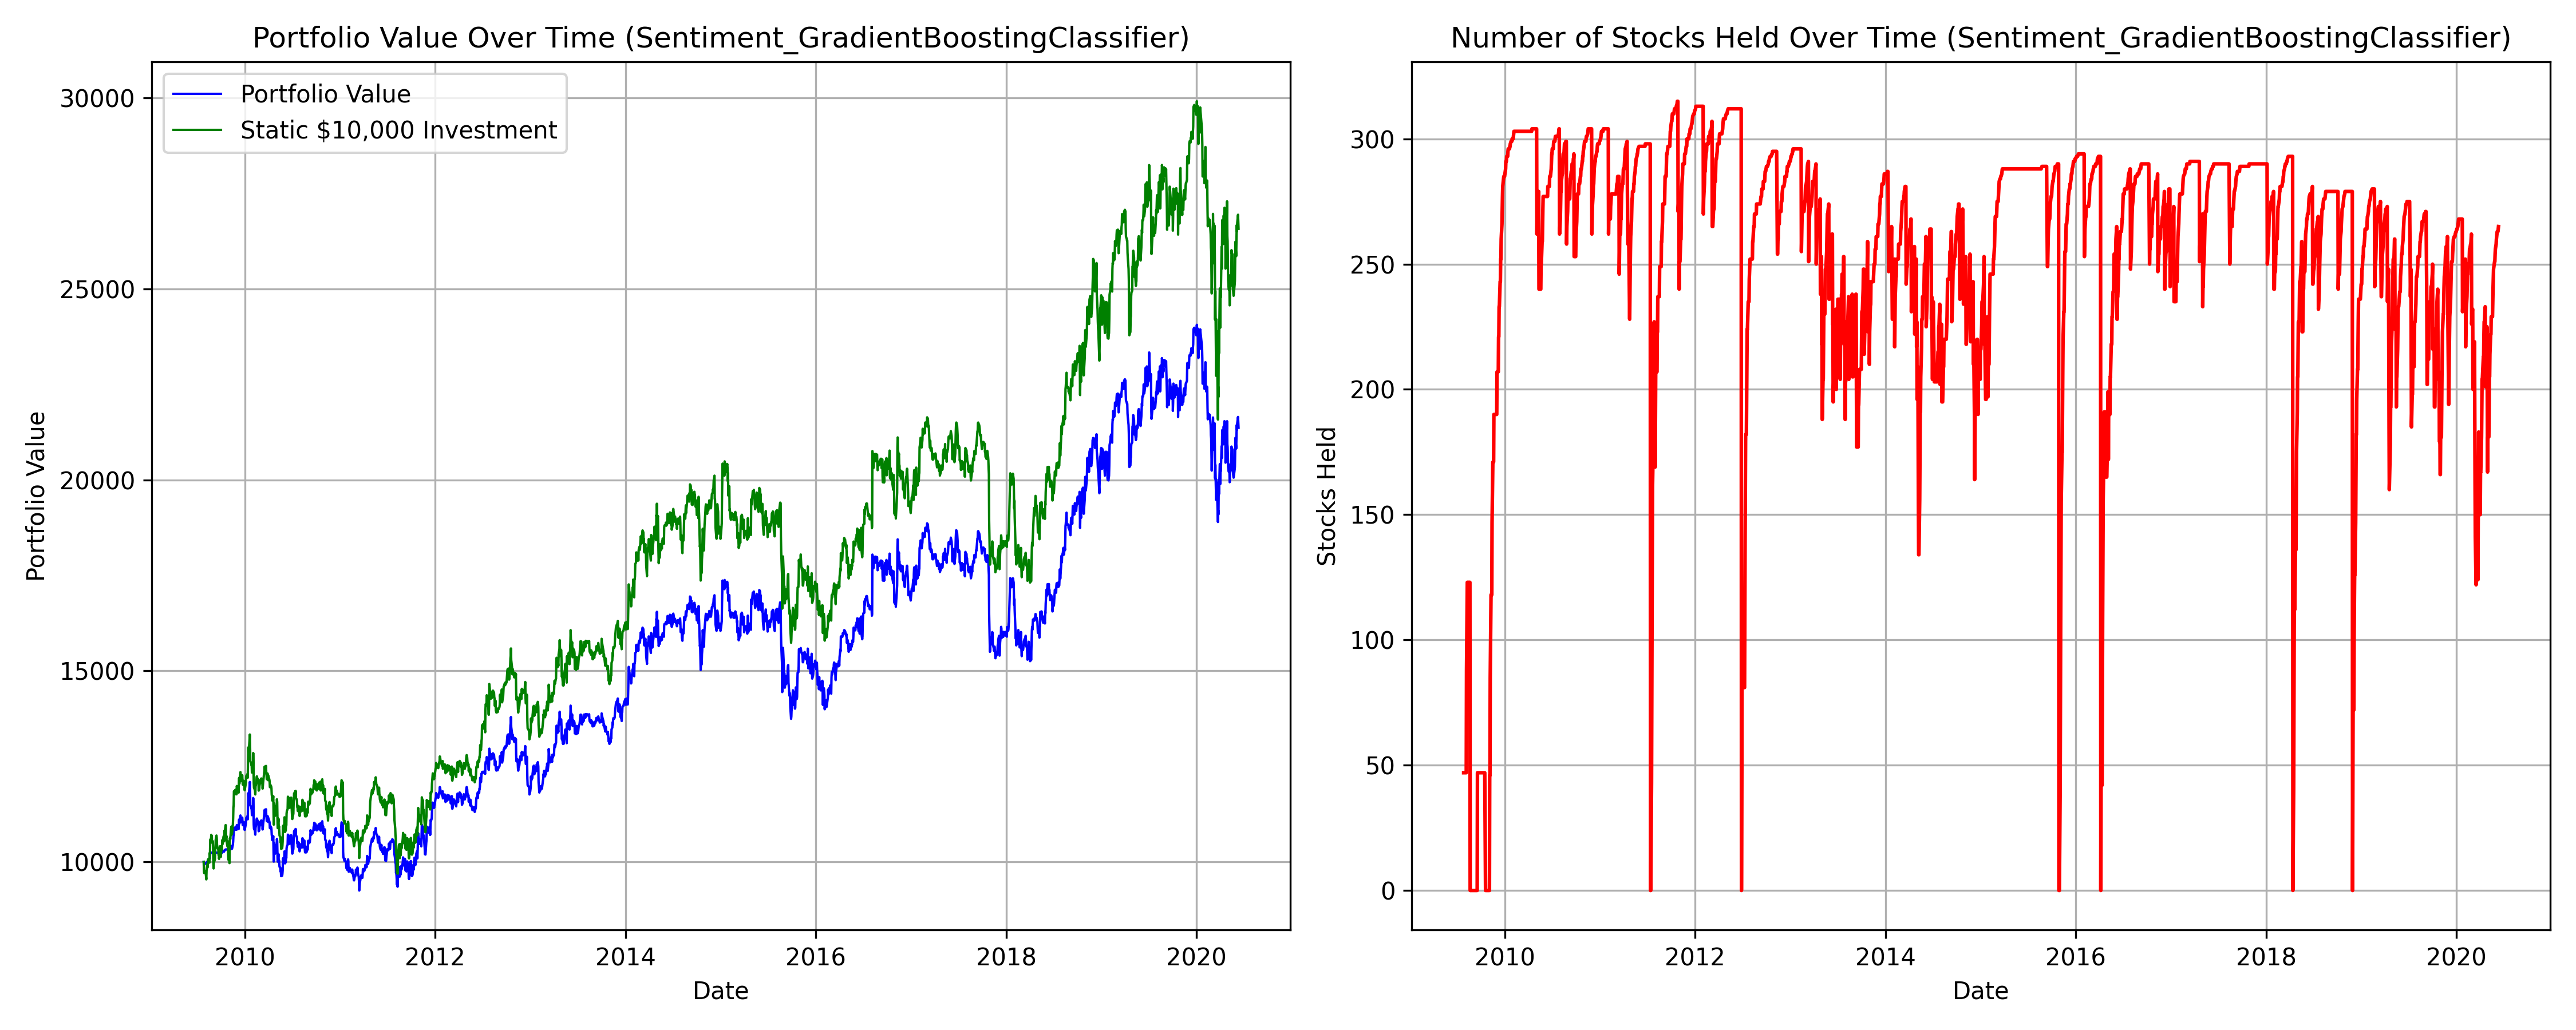 Portfolio Value Over Time (Sentiment_GradientBoostingClassifier)
Portfolio Value
Static $10,000 Investment
30000
25000
20000
15000
10000
Portfolio Value
2010 2012 2014 2016 2018 2020
Date
Number of Stocks Held Over Time (Sentiment_GradientBoostingClassifier)
300
250
200
150
100
50
0
Stocks Held
2010 2012 2014 2016 2018 2020
Date